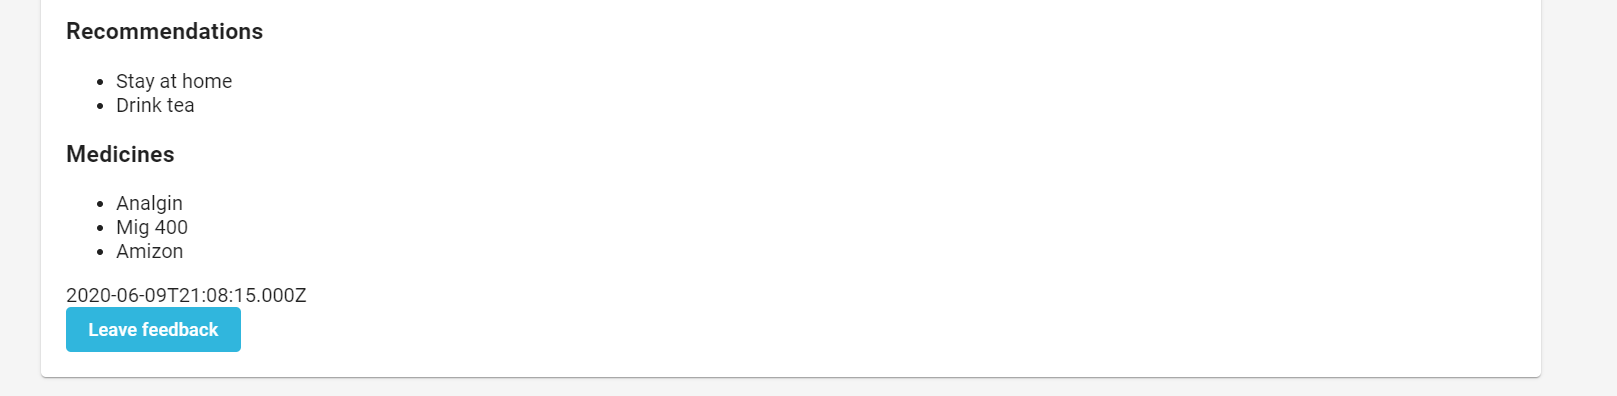 Recommendations
Stay at home
Drink tea
Medicines
Analgin
Mig 400
Amizon
2020-06-09T21:08:15.000Z
Leave feedback